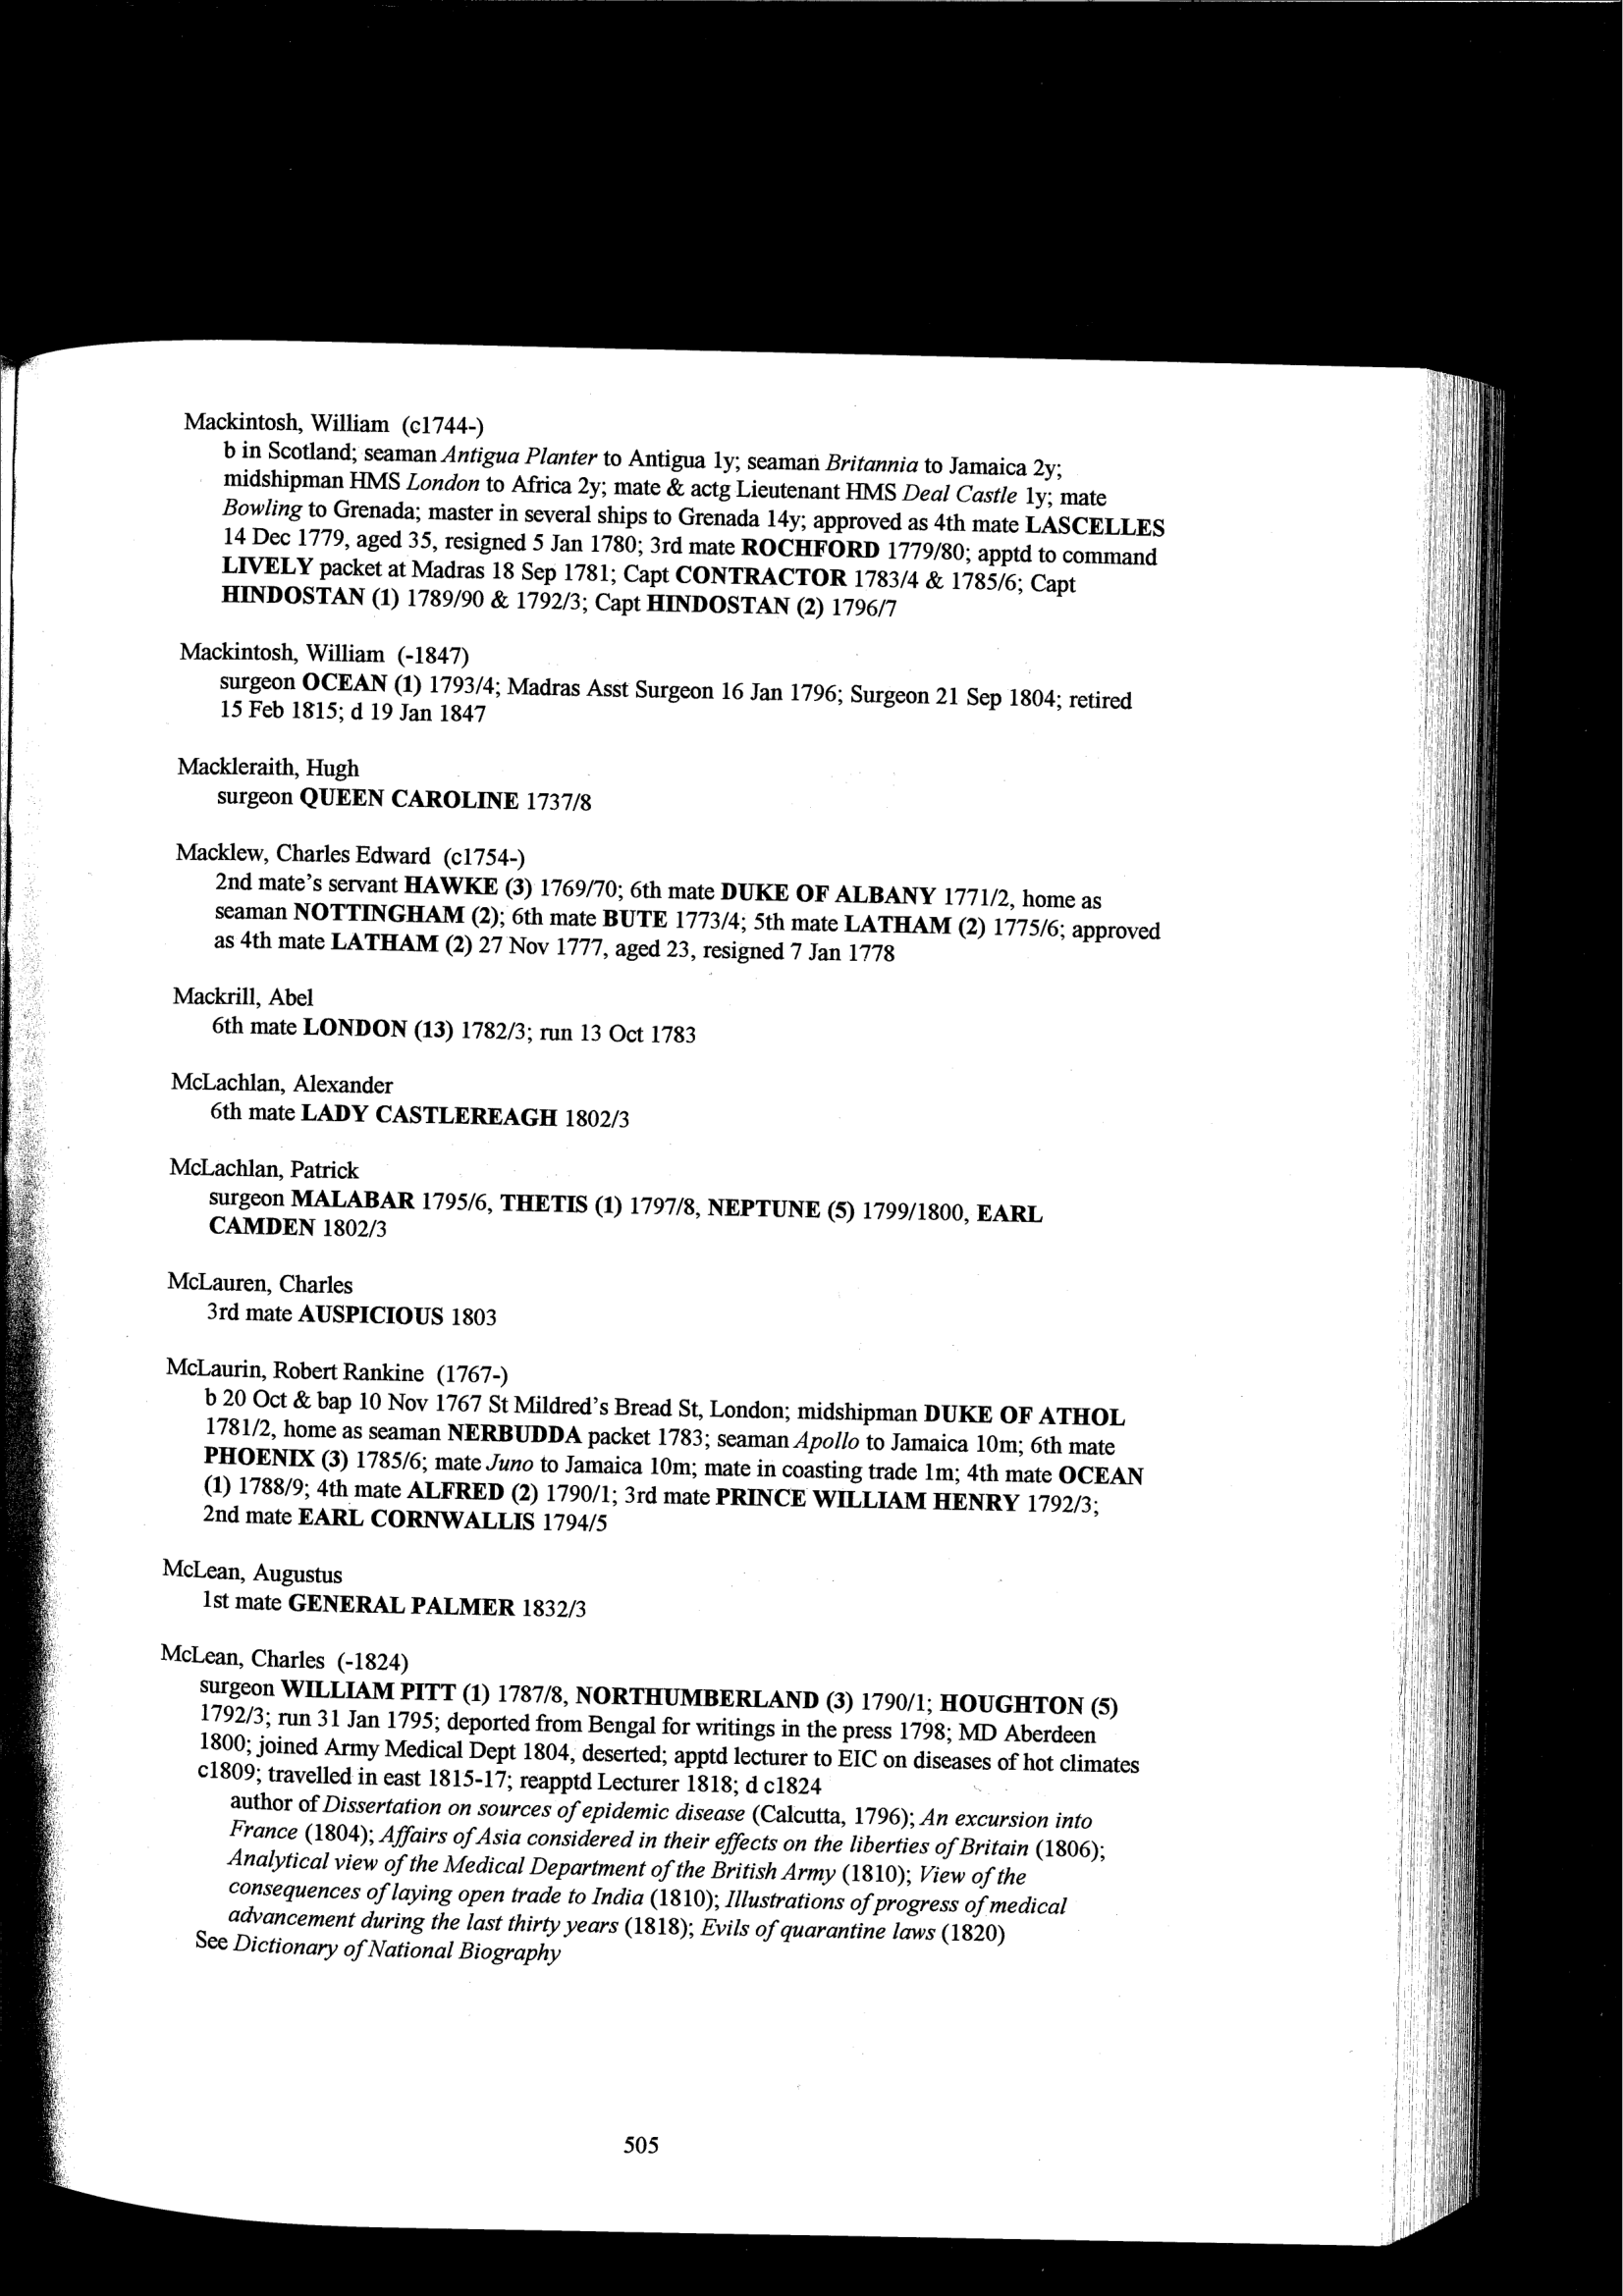 Mackintosh, William (c1744-)
b in Scotland; seaman Antigua Planter to Antigua 1y; seaman Britannia to Jamaica 2y;
midshipman HMS London to Africa 2y; mate & actg Lieutenant HMS Deal Castle 1y; mate
Bowling to Grenada; master in several ships to Grenada 14y; approved as 4th mate LASCELLES
14 Dec 1779, aged 35, resigned 5 Jan 1780; 3rd mate ROCHFORD 1779/80; apptd to command
LIVELY packet at Madras 18 Sep 1781; Capt CONTRACTOR 1783/4 & 1785/6; Capt
HINDOSTAN (1) 1789/90 & 1792/3; Capt HINDOSTAN (2) 1796/7
Mackintosh, William (-1847)
surgeon OCEAN (1) 1793/4; Madras Asst Surgeon 16 Jan 1796; Surgeon 21 Sep 1804; retired
15 Feb 1815; d 19 Jan 1847
Mackleraith, Hugh
surgeon QUEEN CAROLINE 1737/8
Macklew, Charles Edward (c1754-)
2nd mate's servant HAWKE (3) 1769/70; 6th mate DUKE OF ALBANY 1771/2, home as
seaman NOTTINGHAM (2); 6th mate BUTE 1773/4; 5th mate LATHAM (2) 1775/6; approved
as 4th mate LATHAM (2) 27 Nov 1777, aged 23, resigned 7 Jan 1778
Mackrill, Abel
6th mate LONDON (13) 1782/3; run 13 Oct 1783
McLachlan, Alexander
6th mate LADY CASTLEREAGH 1802/3
McLachlan, Patrick
surgeon MALABAR 1795/6, THETIS (1) 1797/8, NEPTUNE (5) 1799/1800, EARL
CAMDEN 1802/3
McLauren, Charles
3rd mate AUSPICIOUS 1803
McLaurin, Robert Rankine (1767-)
b 20 Oct & bap 10 Nov 1767 St Mildred's Bread St, London; midshipman DUKE OF ATHOL
1781/2, home as seaman NERBUDDA packet 1783; seaman Apollo to Jamaica 10m; 6th mate
PHOENIX (3) 1785/6; mate Juno to Jamaica 10m; mate in coasting trade 1m; 4th mate OCEAN
(1) 1788/9; 4th mate ALFRED (2) 1790/1; 3rd mate PRINCE WILLIAM HENRY 1792/3;
2nd mate EARL CORNWALLIS 1794/5
McLean, Augustus
1st mate GENERAL PALMER 1832/3
McLean, Charles (-1824)
surgeon WILLIAM PITT (1) 1787/8, NORTHUMBERLAND (3) 1790/1; HOUGHTON (5)
1792/3; run 31 Jan 1795; deported from Bengal for writings in the press 1798; MD Aberdeen
1800; joined Army Medical Dept 1804, deserted; apptd lecturer to EIC on diseases of hot climates
c1809; travelled in east 1815-17; reapptd Lecturer 1818; d c1824
author of Dissertation on sources of epidemic disease (Calcutta, 1796); An excursion into
France (1804); Affairs of Asia considered in their effects on the liberties of Britain (1806);
Analytical view of the Medical Department of the British Army (1810); View of the
consequences of laying open trade to India (1810); Illustrations of progress of medical
advancement during the last thirty years (1818); Evils of quarantine laws (1820)
See Dictionary of National Biography
505